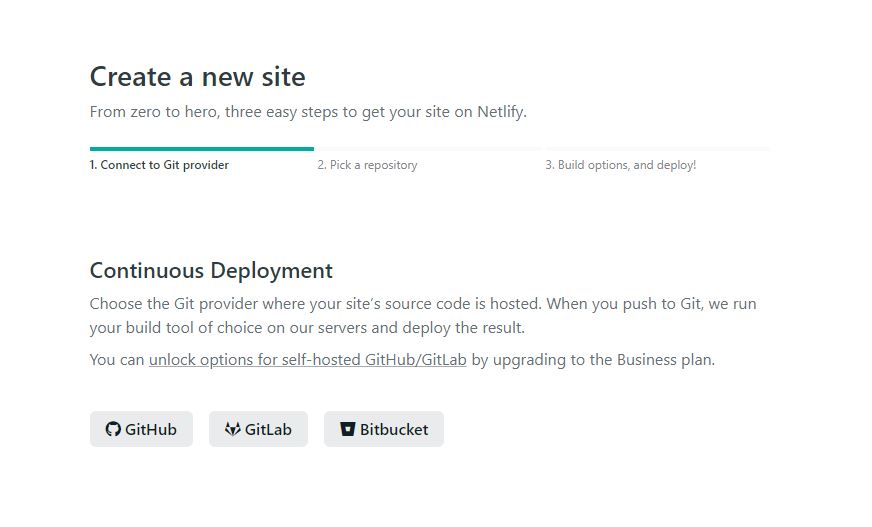 Create a new site
From zero to hero, three easy steps to get your site on Netlify.
1. Connect to Git provider
2. Pick a repository
3. Build options, and deploy!
Continuous Deployment
Choose the Git provider where your site’s source code is hosted. When you push to Git, we run
your build tool of choice on our servers and deploy the result.
You can unlock options for self-hosted GitHub/GitLab by upgrading to the Business plan.
GitHub
GitLab
Bitbucket